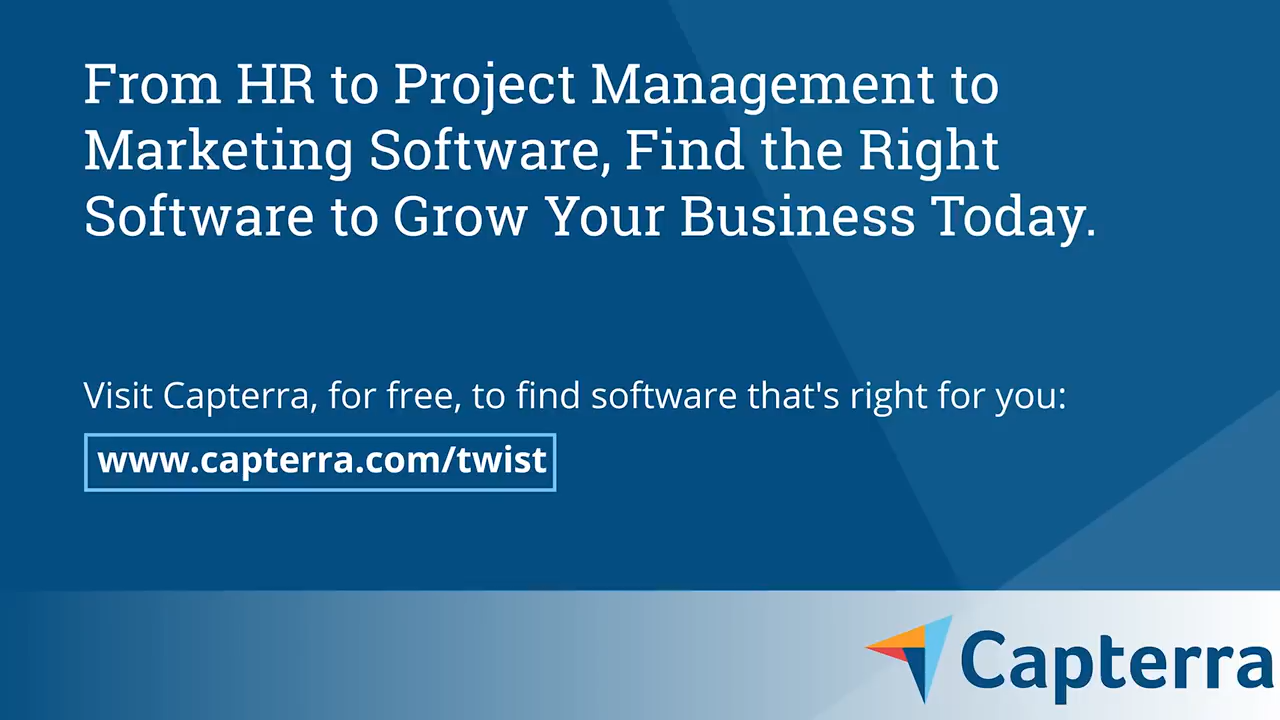 From HR to Project Management to
Marketing Software, Find the Right
Software to Grow Your Business Today.
Visit Capterra, for free, to find software that's right for you:
www.capterra.com/twist
Capterra